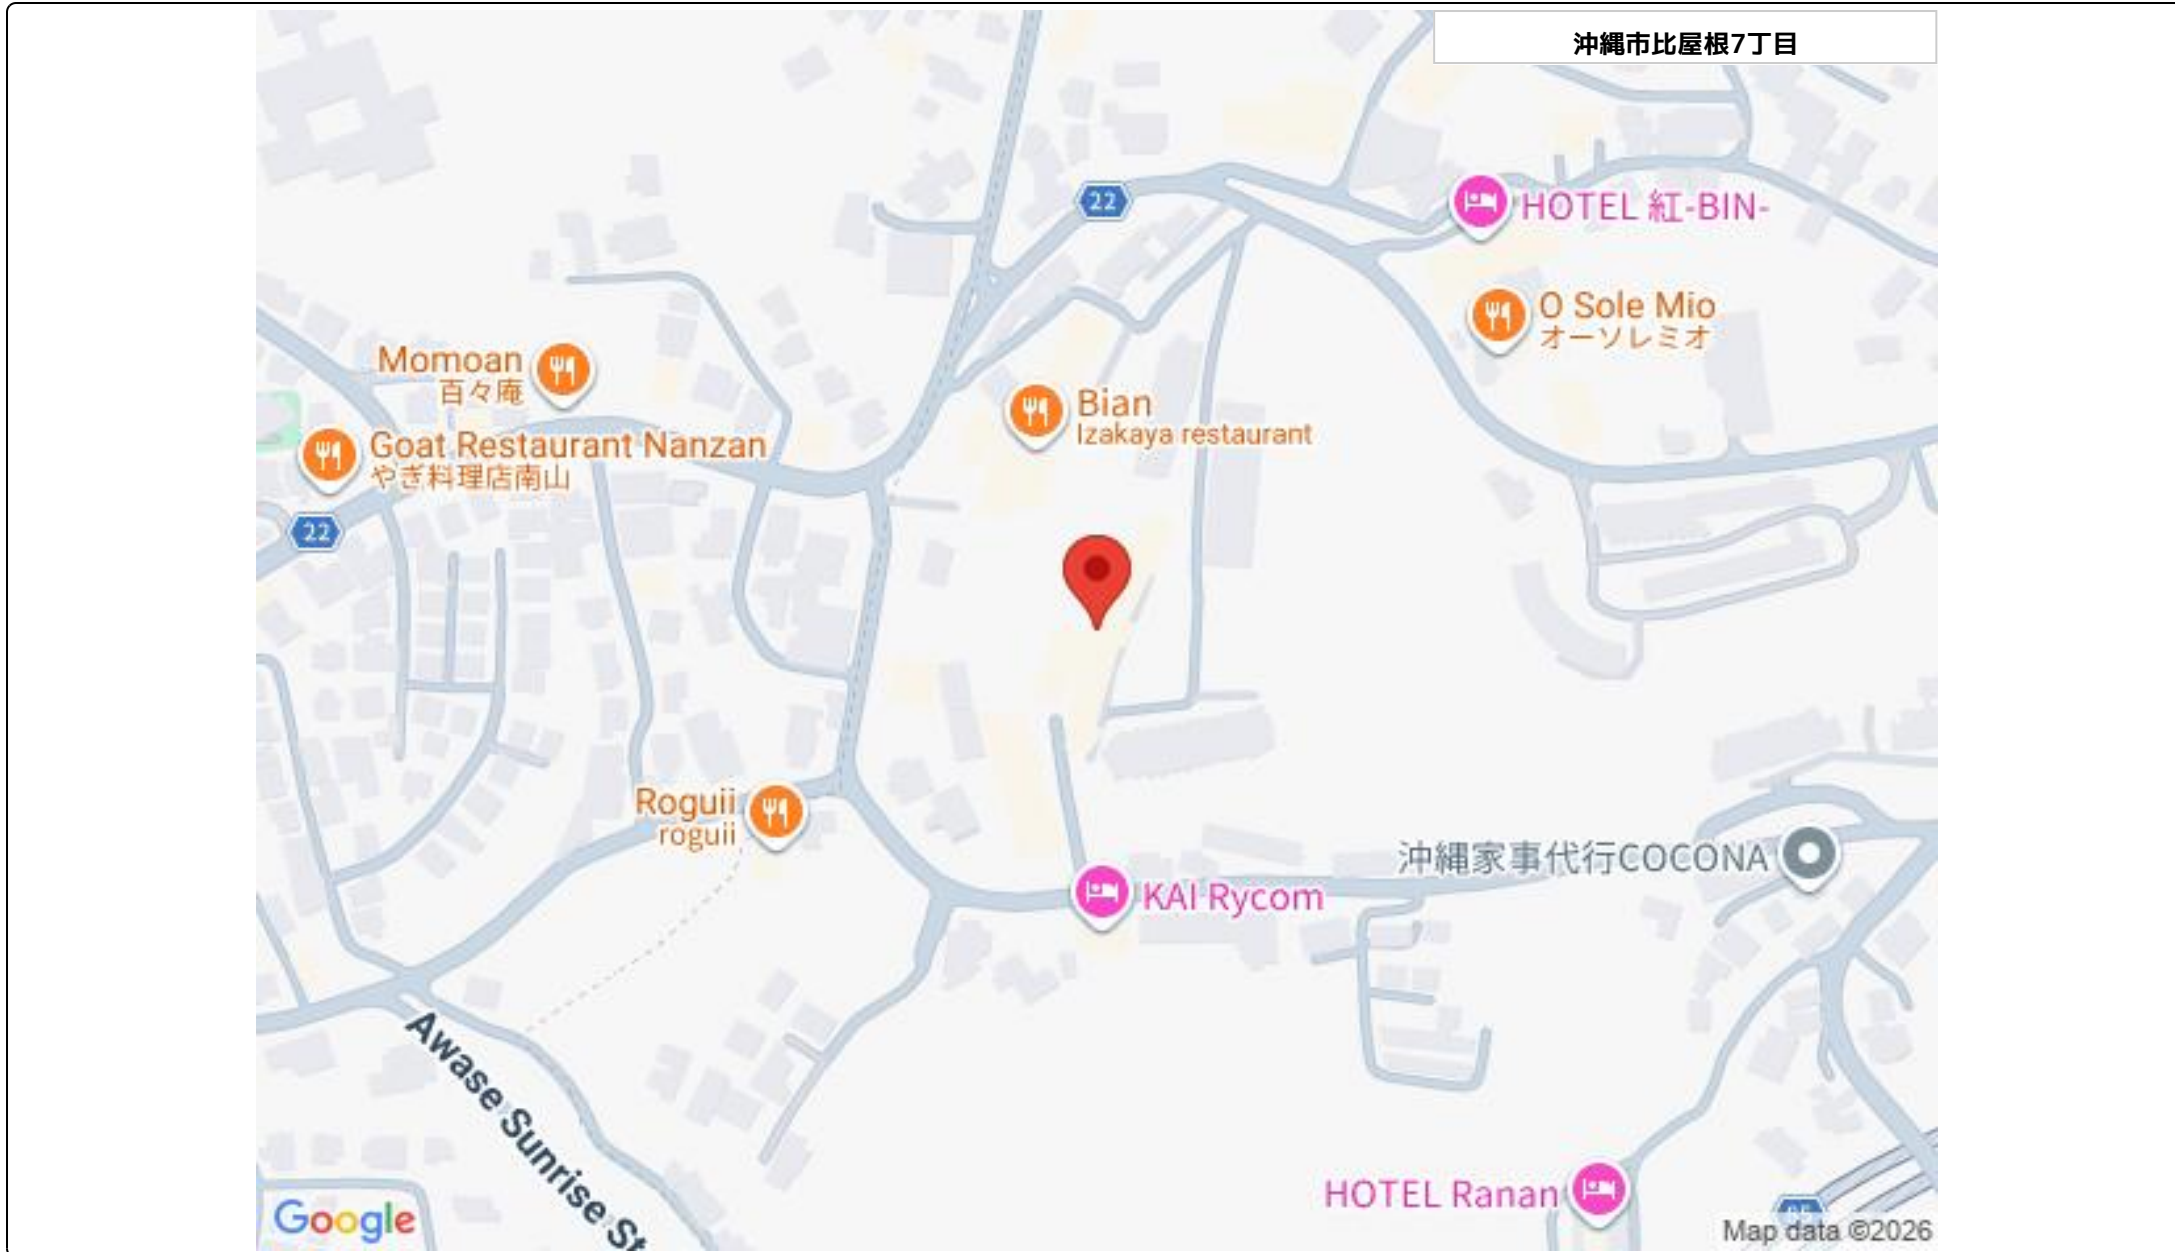 沖縄市比屋根7丁目
22
HOTEL 紅-BIN-
O Sole Mio
オーソレミオ
Momoan
百々庵
Bian
Izakaya restaurant
Goat Restaurant Nanzan
やぎ料理店南山
22
Roguii
roguii
沖縄家事代行COCONA
KAI Rycom
Awase Sunrise St
HOTEL Ranan
Google
Map data ©2026